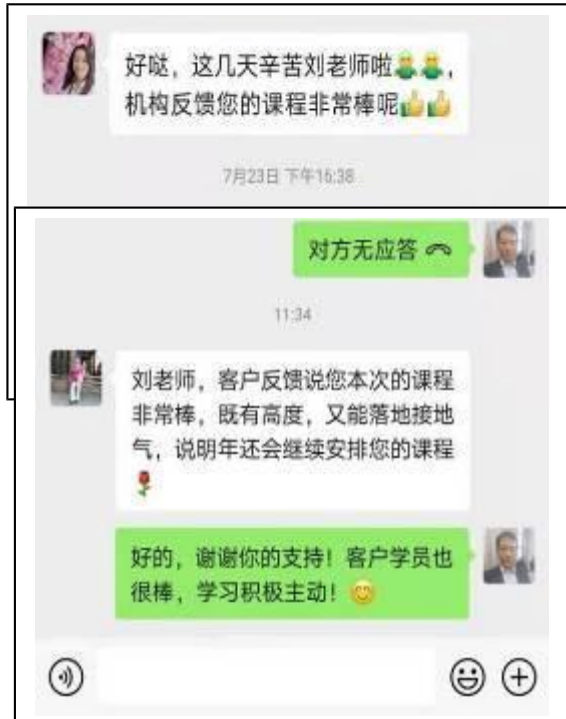 好哒，这几天辛苦刘老师啦，
机构反馈您的课程非常棒呢👍👍
7月23日 下午16:38
对方无应答
11:34
刘老师，客户反馈说您本次的课程
非常棒，既有高度，又能落地接地
气，说明年还会继续安排您的课程
🌹
好的，谢谢你的支持！客户学员也
很棒，学习积极主动！😊